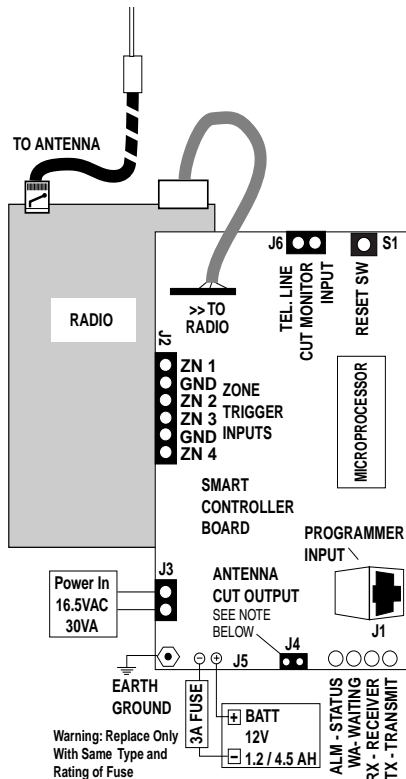 TO ANTENNA
J6
S1
TEL. LINE
CUT MONITOR
INPUT
RESET SW
>> TO
RADIO
RADIO
J2
ZN 1
GND
ZN 2
ZN 3
GND
ZN 4
ZONE
TRIGGER
INPUTS
MICROPROCESSOR
SMART
CONTROLLER
BOARD
PROGRAMMER
INPUT
J1
J3
Power In
16.5VAC
30VA
ANTENNA
CUT OUTPUT
SEE NOTE
BELOW
J4
J5
EARTH
GROUND
3A FUSE
+ BATT
12V
− 1.2 / 4.5 AH
ALM - STATUS
WA- WAITING
RX - RECEIVER
TX - TRANSMIT
Warning: Replace Only
With Same Type and
Rating of Fuse